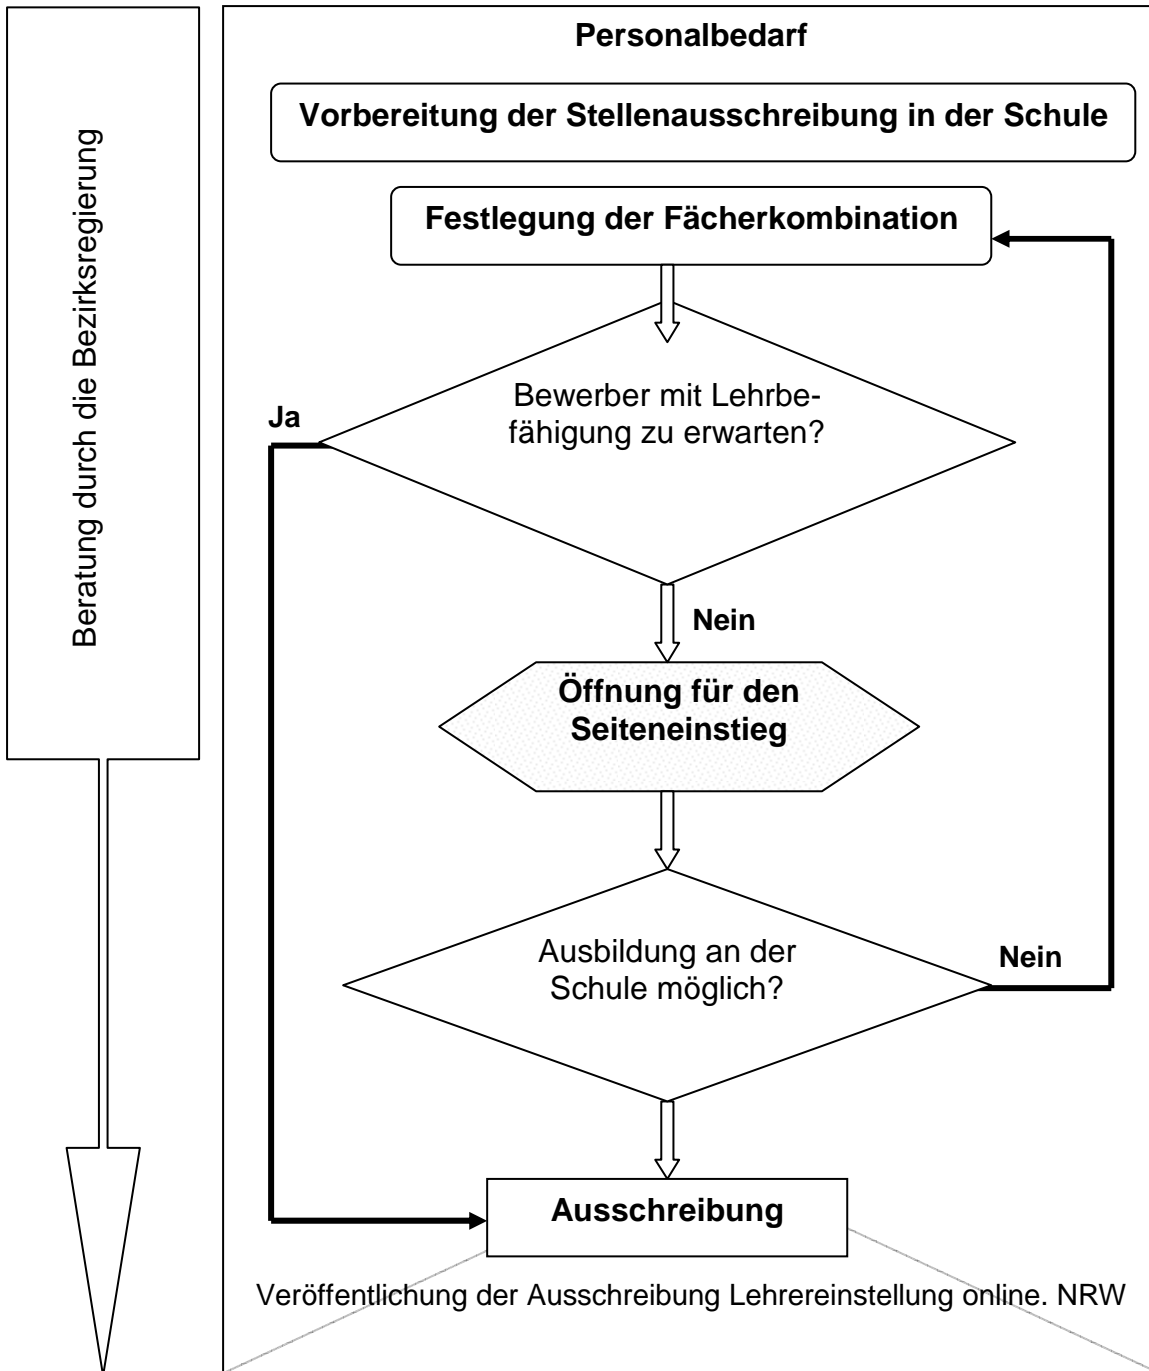 Beratung durch die Bezirksregierung
Personalbedarf
Vorbereitung der Stellenausschreibung in der Schule
Festlegung der Fächerkombination
Bewerber mit Lehrbe-
fähigung zu erwarten?
Ja
Nein
Öffnung für den
Seiteneinstieg
Ausbildung an der
Schule möglich?
Nein
Ausschreibung
Veröffentlichung der Ausschreibung Lehrereinstellung online. NRW